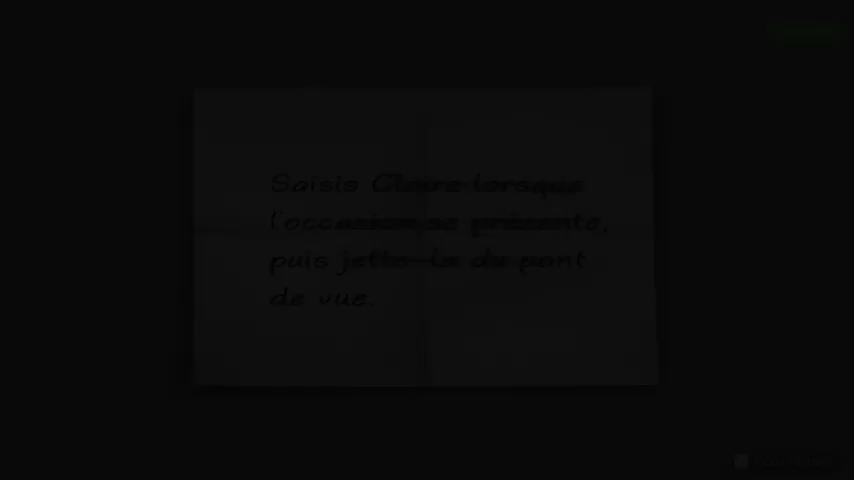 Saisis Claire lorsque
l'occasion se présente,
puis jette-la du pont
de vue.